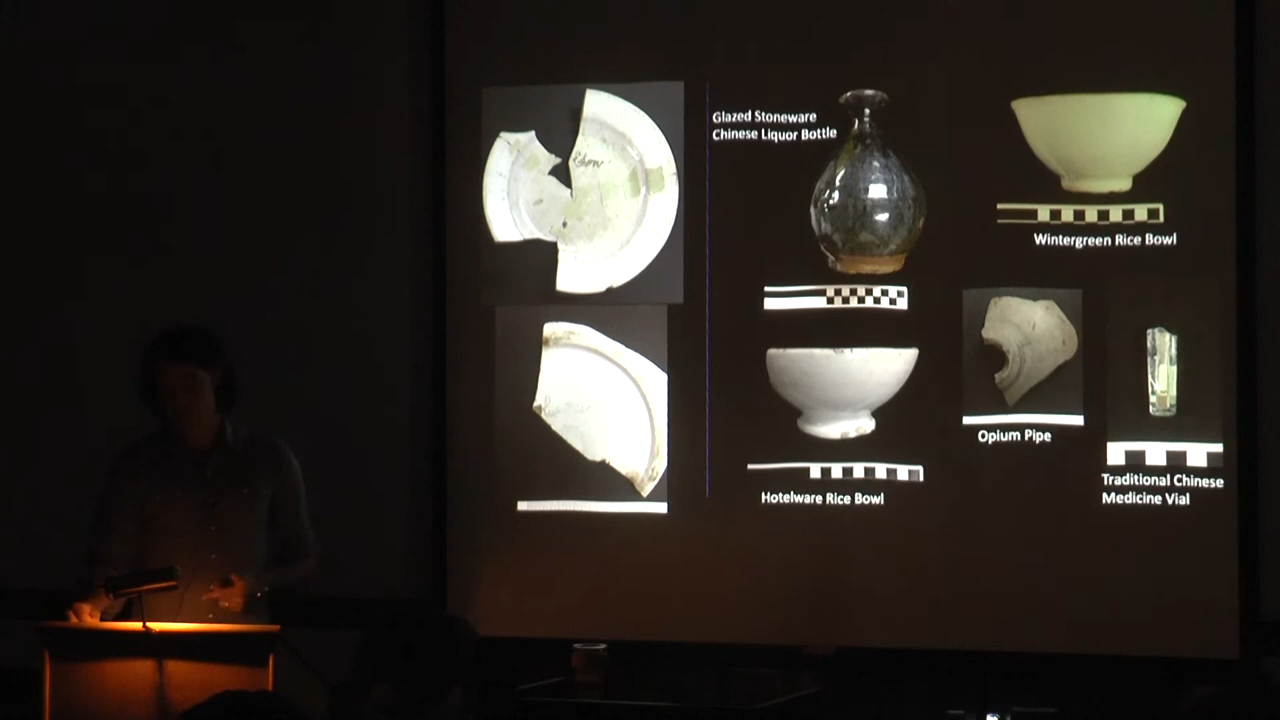 Glazed Stoneware
Chinese Liquor Bottle
Wintergreen Rice Bowl
Opium Pipe
Hotelware Rice Bowl
Traditional Chinese
Medicine Vial